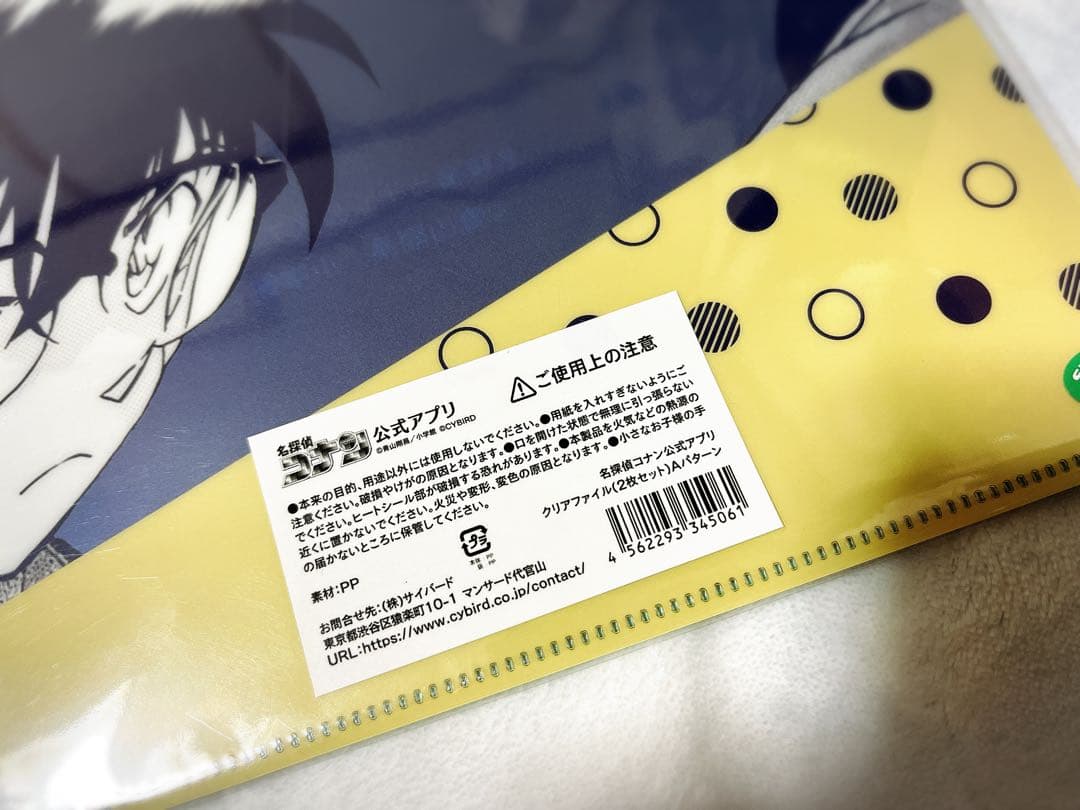 名探偵
コナン 公式アプリ
©青山剛昌/小学館 ©CYBIRD
⚠ご使用上の注意
●本来の目的、用途以外には使用しないでください。●用紙を入れすぎないようにご
注意ください。破損やけがの原因となります。●口を開けた状態で無理に引っ張らない
でください。ヒートシール部が破損する恐れがあります。●本製品を火気などの熱源の
近くに置かないでください。火災や変形、変色の原因となります。●小さなお子様の手
の届かないところに保管してください。
プラ
本体 PP
袋 PP
素材:PP
お問合せ先:(株)サイバード
東京都渋谷区猿楽町10-1 マンサード代官山
URL:https://www.cybird.co.jp/contact/
名探偵コナン公式アプリ
クリアファイル(2枚セット)Aパターン
4 562293 345061